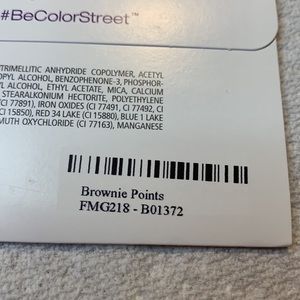 #BeColorStreet™
TRIMELLITIC ANHYDRIDE COPOLYMER, ACETYL
OPYL ALCOHOL, BENZOPHENONE-3, PHOSPHOR-
YL ALCOHOL, ETHYL ACETATE, MICA, CALCIUM
STEARALKONIUM HECTORITE, POLYETHYLENE
CI 77891), IRON OXIDES (CI 77491, CI 77492, CI
CI 15850), RED 34 LAKE (CI 15880), BLUE 1 LAKE
MUTH OXYCHLORIDE (CI 77163), MANGANESE
Brownie Points
FMG218 - B01372